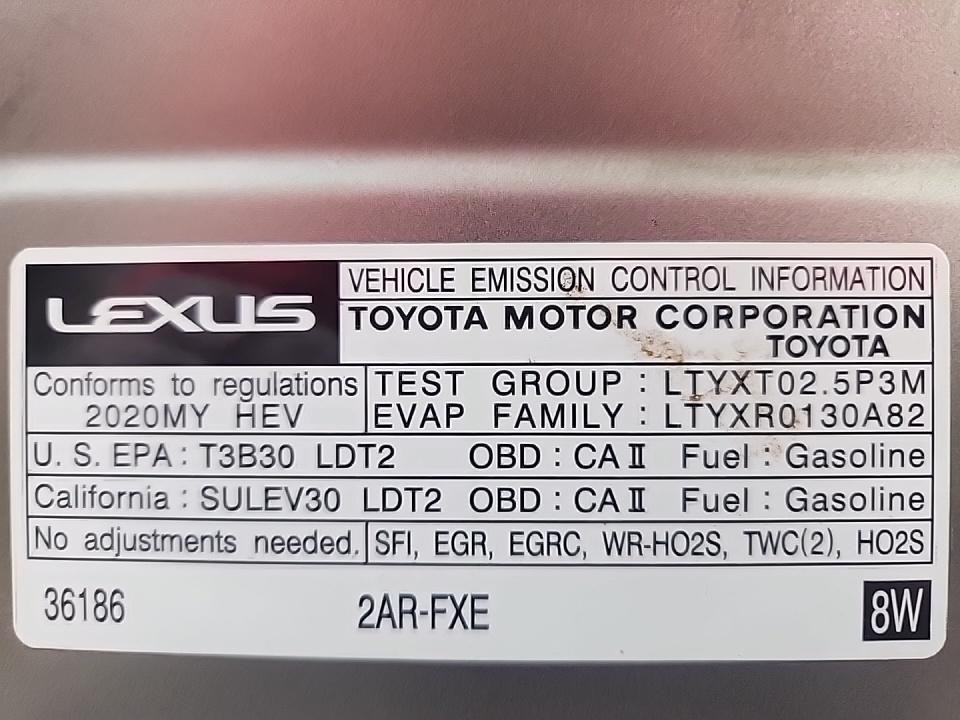 LEXUS
VEHICLE EMISSION CONTROL INFORMATION
TOYOTA MOTOR CORPORATION
TOYOTA
Conforms to regulations
2020MY HEV
TEST GROUP : LTYXT02.5P3M
EVAP FAMILY : LTYXR0130A82
U. S. EPA : T3B30 LDT2 OBD : CA II Fuel : Gasoline
California : SULEV30 LDT2 OBD : CA II Fuel : Gasoline
No adjustments needed. SFI, EGR, EGRC, WR-HO2S, TWC(2), HO2S
36186 2AR-FXE 8W